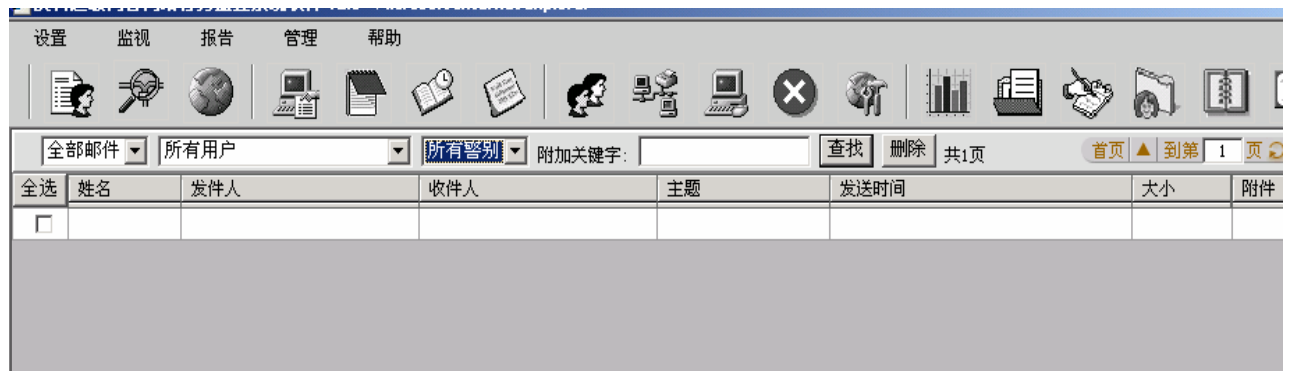 设置 监视 报告 管理 帮助
全部邮件 所有用户 所有警别 附加关键字: 查找 删除 共1页 首页 到第 1 页
全选 姓名 发件人 收件人 主题 发送时间 大小 附件